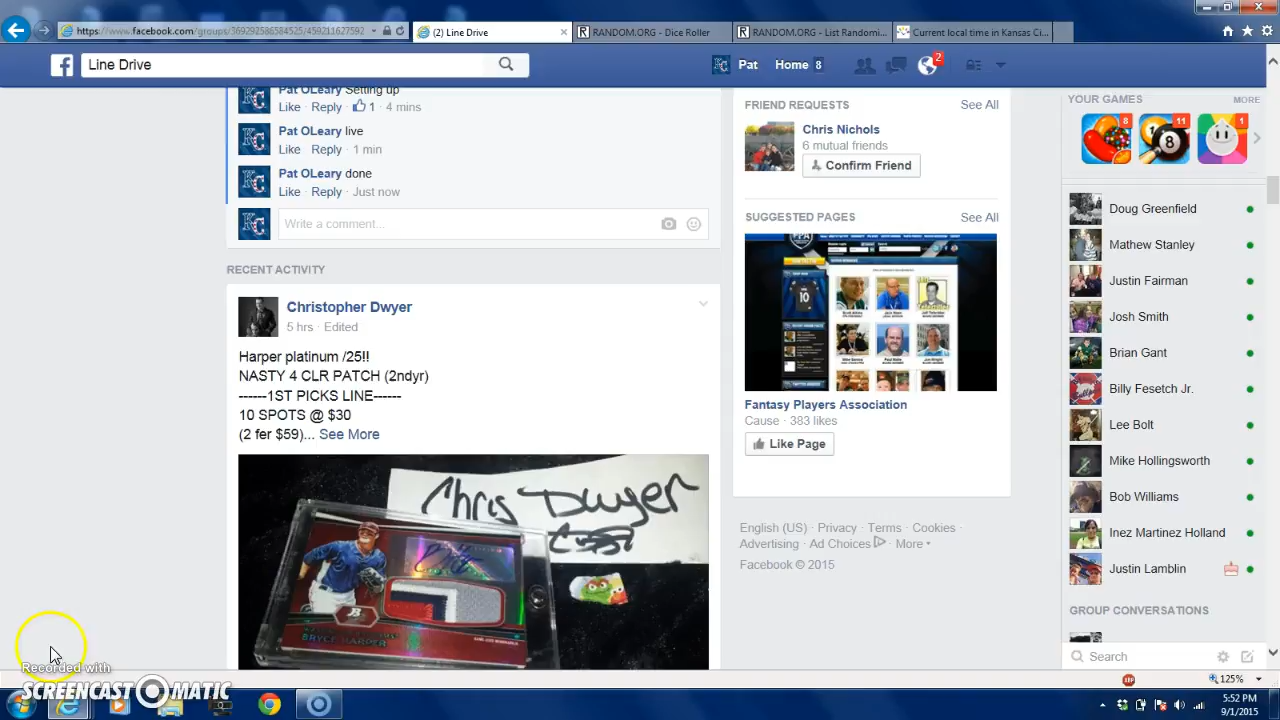 https://www.facebook.com/groups/369292586584525/459211627592
(2) Line Drive
RANDOM.ORG - Dice Roller
RANDOM.ORG - List Randomi...
Current local time in Kansas Ci...
Line Drive
Pat
Home 8
2
Pat OLeary Setting up
Like · Reply · 1 · 4 mins
Pat OLeary live
Like · Reply · 1 min
Pat OLeary done
Like · Reply · Just now
Write a comment...
RECENT ACTIVITY
Christopher Dwyer
5 hrs · Edited
Harper platinum /25!!
NASTY 4 CLR PATCH (2ndyr)
------1ST PICKS LINE------
10 SPOTS @ $30
(2 fer $59)... See More
Chris Dwyer
BRYCE HARPER
FRIEND REQUESTS
See All
Chris Nichols
6 mutual friends
Confirm Friend
SUGGESTED PAGES
See All
Fantasy Players Association
Cause · 383 likes
Like Page
English (US) · Privacy · Terms · Cookies ·
Advertising · Ad Choices · More
Facebook © 2015
YOUR GAMES
MORE
8
11
1
Doug Greenfield
Mathew Stanley
Justin Fairman
Josh Smith
Brian Gant
Billy Fesetch Jr.
Lee Bolt
Mike Hollingsworth
Bob Williams
Inez Martinez Holland
Justin Lamblin
GROUP CONVERSATIONS
Search
125%
Recorded with
SCREENCAST-O-MATIC
5:52 PM
9/1/2015